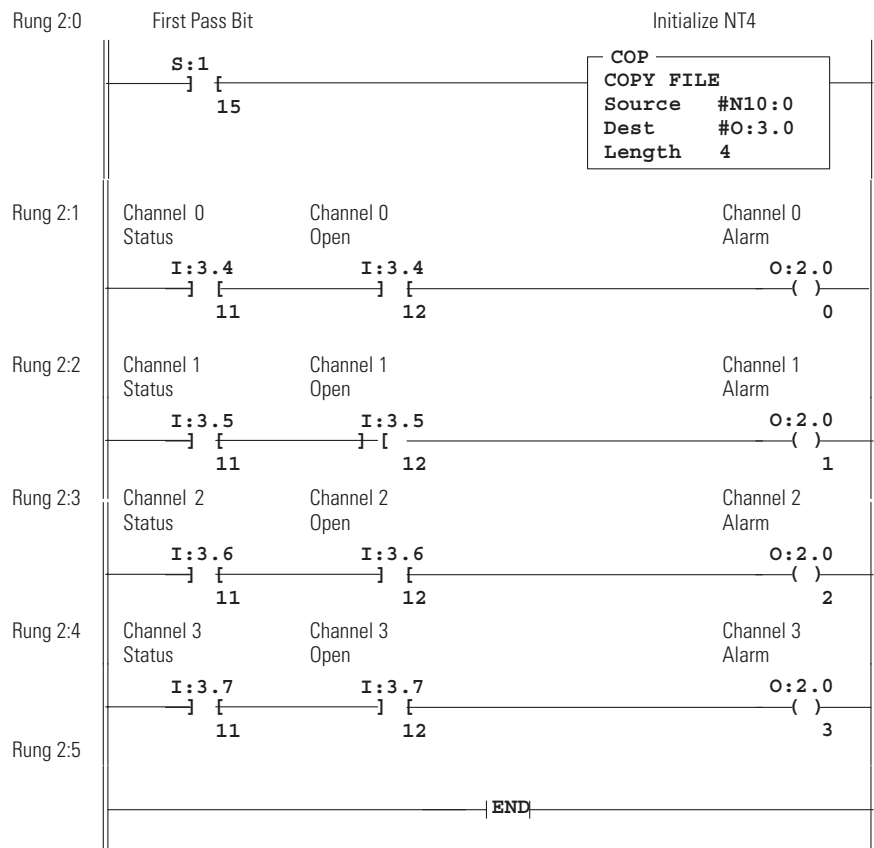 Rung 2:0 First Pass Bit Initialize NT4
S:1 COP
] [ COPY FILE
15 Source #N10:0
Dest #O:3.0
Length 4
Rung 2:1 Channel 0 Channel 0 Channel 0
Status Open Alarm
I:3.4 I:3.4 O:2.0
] [ ] [ ( )
11 12 0
Rung 2:2 Channel 1 Channel 1 Channel 1
Status Open Alarm
I:3.5 I:3.5 O:2.0
] [ ] [ ( )
11 12 1
Rung 2:3 Channel 2 Channel 2 Channel 2
Status Open Alarm
I:3.6 I:3.6 O:2.0
] [ ] [ ( )
11 12 2
Rung 2:4 Channel 3 Channel 3 Channel 3
Status Open Alarm
I:3.7 I:3.7 O:2.0
] [ ] [ ( )
11 12 3
Rung 2:5
END